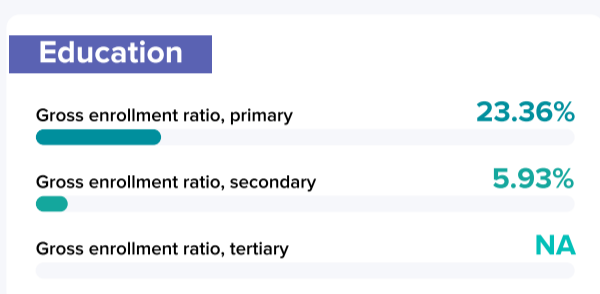 Education
Gross enrollment ratio, primary 23.36%
Gross enrollment ratio, secondary 5.93%
Gross enrollment ratio, tertiary NA